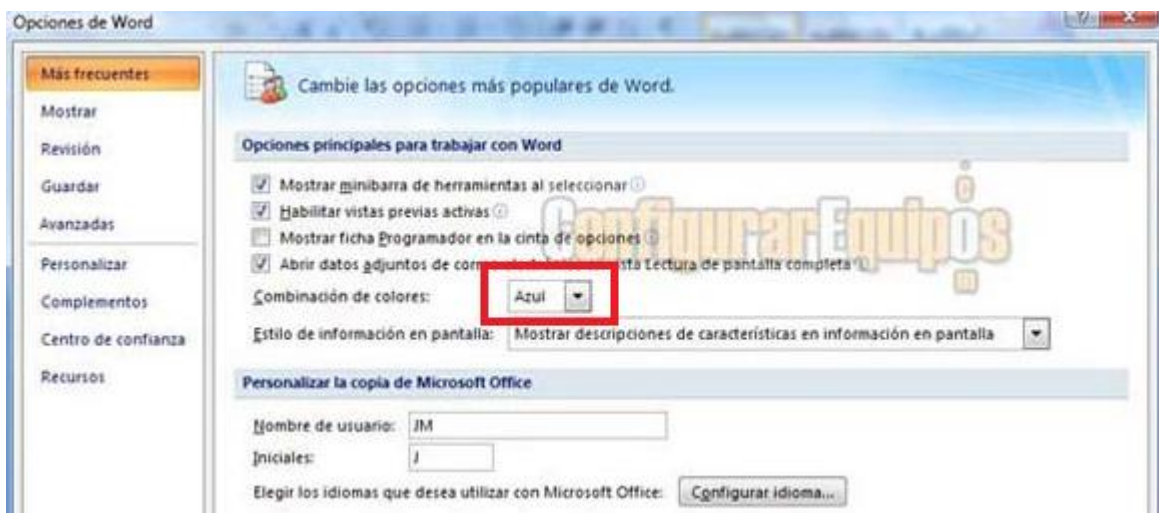 Opciones de Word
Más frecuentes
Mostrar
Revisión
Guardar
Avanzadas
Personalizar
Complementos
Centro de confianza
Recursos
Cambie las opciones más populares de Word.
Opciones principales para trabajar con Word
Mostrar minibarra de herramientas al seleccionar
Habilitar vistas previas activas
Mostrar ficha Programador en la cinta de opciones
Abrir datos adjuntos de Lectura de pantalla completa
Combinación de colores: Azul
Estilo de información en pantalla: Mostrar descripciones de características en información en pantalla
Personalizar la copia de Microsoft Office
Nombre de usuario: JM
Iniciales: J
Elegir los idiomas que desea utilizar con Microsoft Office: Configurar idioma...
ConfigurarEquipos
com